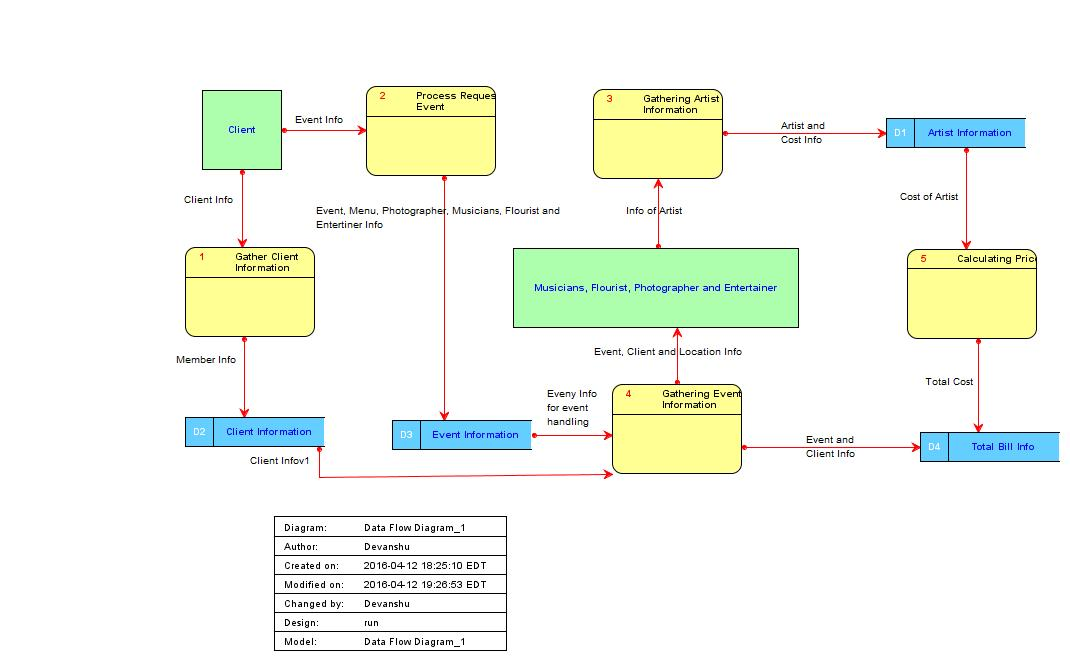 Client
Event Info
2
Process Reques
Event
3
Gathering Artist
Information
Artist and
Cost Info
D1
Artist Information
Client Info
Event, Menu, Photographer, Musicians, Flourist and
Entertiner Info
Info of Artist
Cost of Artist
1
Gather Client
Information
Musicians, Flourist, Photographer and Entertainer
5
Calculating Pric
Member Info
Event, Client and Location Info
Total Cost
D2
Client Information
D3
Event Information
Eveny Info
for event
handling
4
Gathering Event
Information
Event and
Client Info
D4
Total Bill Info
Client Infov1
Diagram: Data Flow Diagram_1
Author: Devanshu
Created on: 2016-04-12 18:25:10 EDT
Modified on: 2016-04-12 19:26:53 EDT
Changed by: Devanshu
Design: run
Model: Data Flow Diagram_1